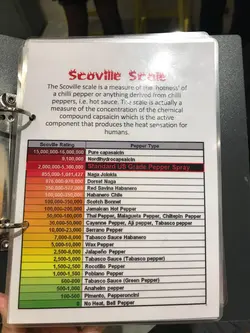 Scoville Scale
The Scoville scale is a measure of the 'hotness' of
a chilli pepper or anything derived from chilli
peppers, i.e. hot sauce. The scale is actually a
measure of the concentration of the chemical
compound capsaicin which is the active
component that produces the heat sensation for
humans.
Scoville Rating Pepper Type
15,000,000-16,000,000 Pure capsaicin
9,100,000 Nordihydrocapsaicin
2,000,000-5,300,000 Standard US Grade Pepper Spray
855,000-1,041,427 Naga Jolokia
876,000-970,000 Dorset Naga
350,000-577,000 Red Savina Habanero
100,000-350,000 Habanero Chile
100,000-350,000 Scotch Bonnet
100,000-200,000 Jamaican Hot Pepper
50,000-100,000 Thai Pepper, Malagueta Pepper, Chiltepin Pepper
30,000-50,000 Cayenne Pepper, Aji pepper, Tabasco pepper
10,000-23,000 Serrano Pepper
7,000-8,000 Tabasco Sauce Habanero
5,000-10,000 Wax Pepper
2,500-8,000 Jalapeño Pepper
2,500-5,000 Tabasco Sauce (Tabasco Pepper)
1,500-2,500 Rocotillo Pepper
1,000-1,500 Poblano Pepper
600-800 Tabasco Sauce (Green Pepper)
500-1,000 Anaheim pepper
100-500 Pimento, Pepperoncini
0 No Heat, Bell Pepper